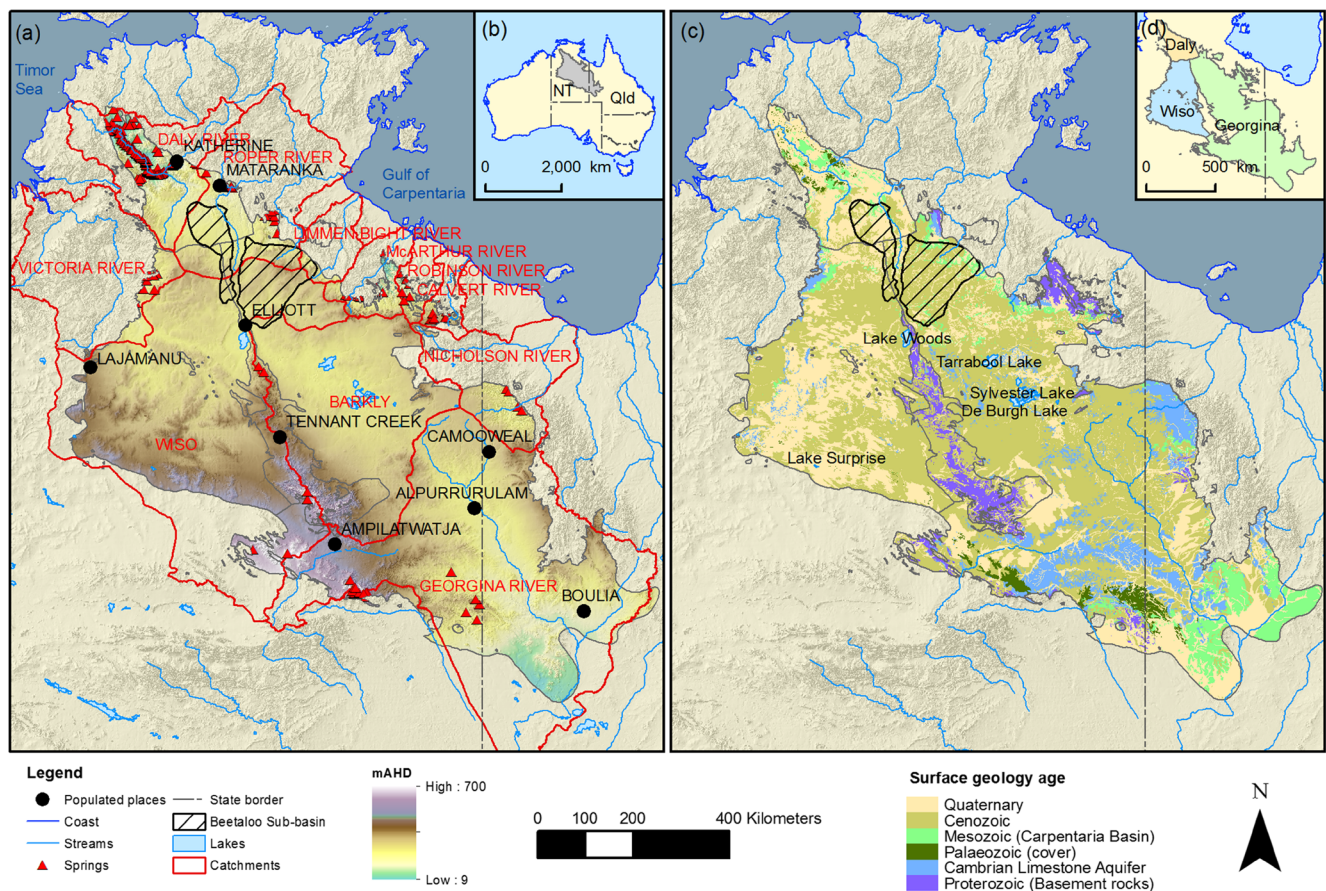 (a)
Timor
Sea
DALY RIVER
KATHERINE
ROPER RIVER
MATARANKA
Gulf of
Carpentaria
LIMMEN BIGHT RIVER
McARTHUR RIVER
ROBINSON RIVER
CALVERT RIVER
VICTORIA RIVER
ELLIOTT
LAJAMANU
NICHOLSON RIVER
BARKLY
TENNANT CREEK
WISO
CAMOOWEAL
ALPURRURULAM
AMPILATWATJA
GEORGINA RIVER
BOULIA
(b)
NT
Qld
0 2,000 km
(c)
Lake Woods
Tarrabool Lake
Sylvester Lake
De Burgh Lake
Lake Surprise
(d)
Daly
Wiso
Georgina
0 500 km
Legend
Populated places
State border
Coast
Beetaloo Sub-basin
Streams
Lakes
Springs
Catchments
mAHD
High : 700
Low : 9
0 100 200 400 Kilometers
Surface geology age
Quaternary
Cenozoic
Mesozoic (Carpentaria Basin)
Palaeozoic (cover)
Cambrian Limestone Aquifer
Proterozoic (Basement rocks)
N